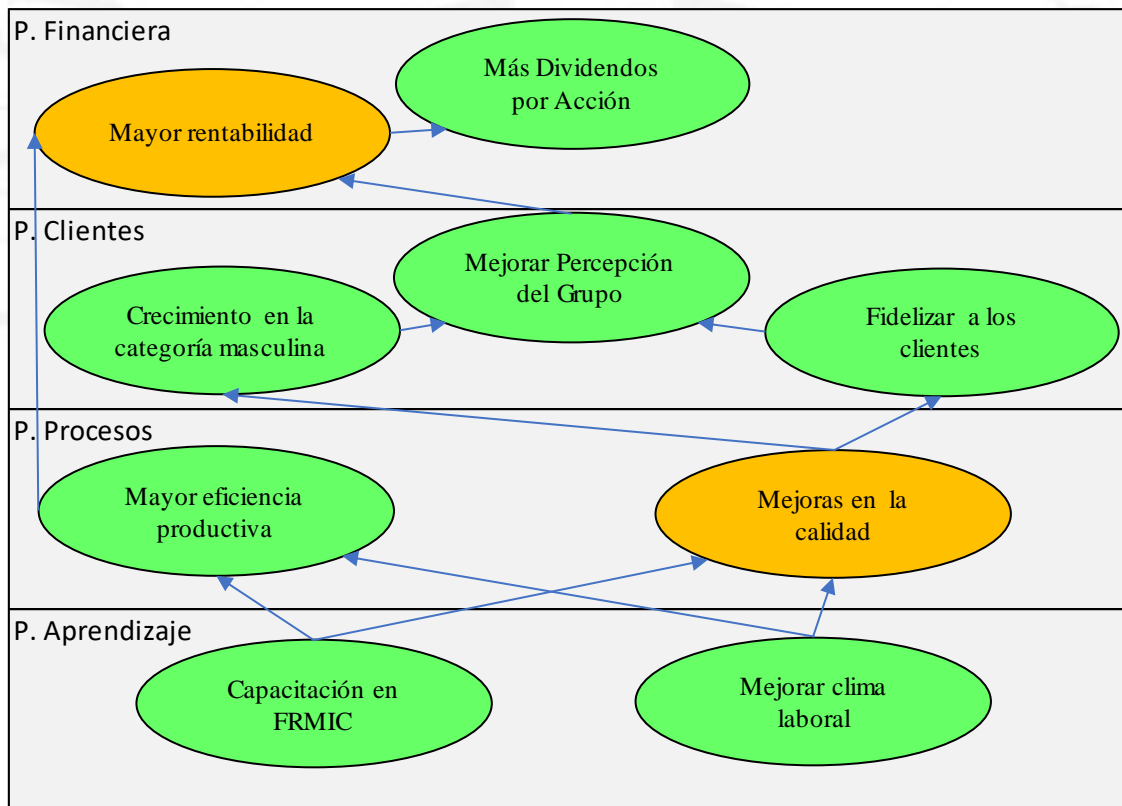 P. Financiera
Más Dividendos
por Acción
Mayor rentabilidad
P. Clientes
Mejorar Percepción
del Grupo
Crecimiento en la
categoría masculina
Fidelizar a los
clientes
P. Procesos
Mayor eficiencia
productiva
Mejoras en la
calidad
P. Aprendizaje
Capacitación en
FRMIC
Mejorar clima
laboral